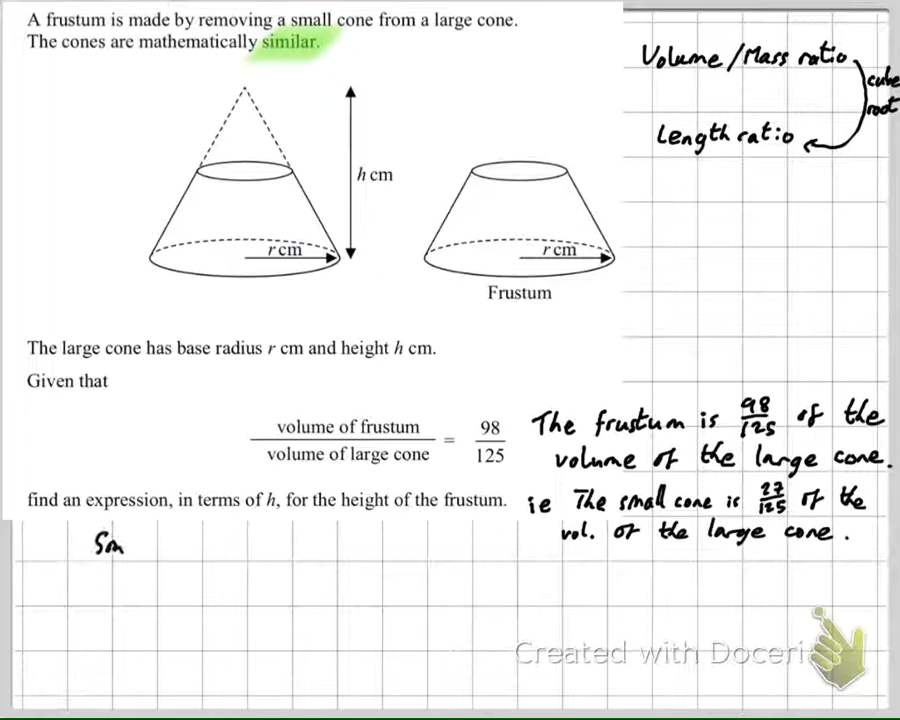 A frustum is made by removing a small cone from a large cone.
The cones are mathematically similar.
h cm
r cm
r cm
Frustum
The large cone has base radius r cm and height h cm.
Given that
volume of frustum
volume of large cone
=
98
125
find an expression, in terms of h, for the height of the frustum.
Volume / Mass ratio
cube
root
Length ratio
The frustum is 98/125 of the
volume of the large cone.
ie The small cone is 27/125 of the
vol. of the large cone.
Sm
Created with Doceri